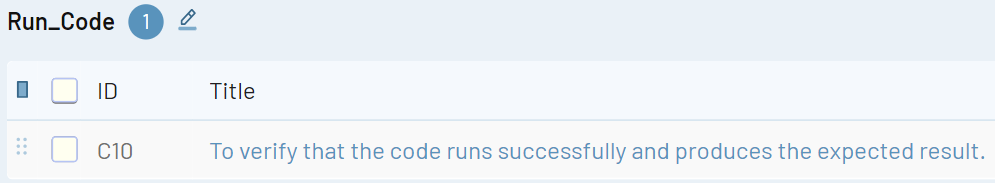 Run_Code 1
ID Title
C10 To verify that the code runs successfully and produces the expected result.